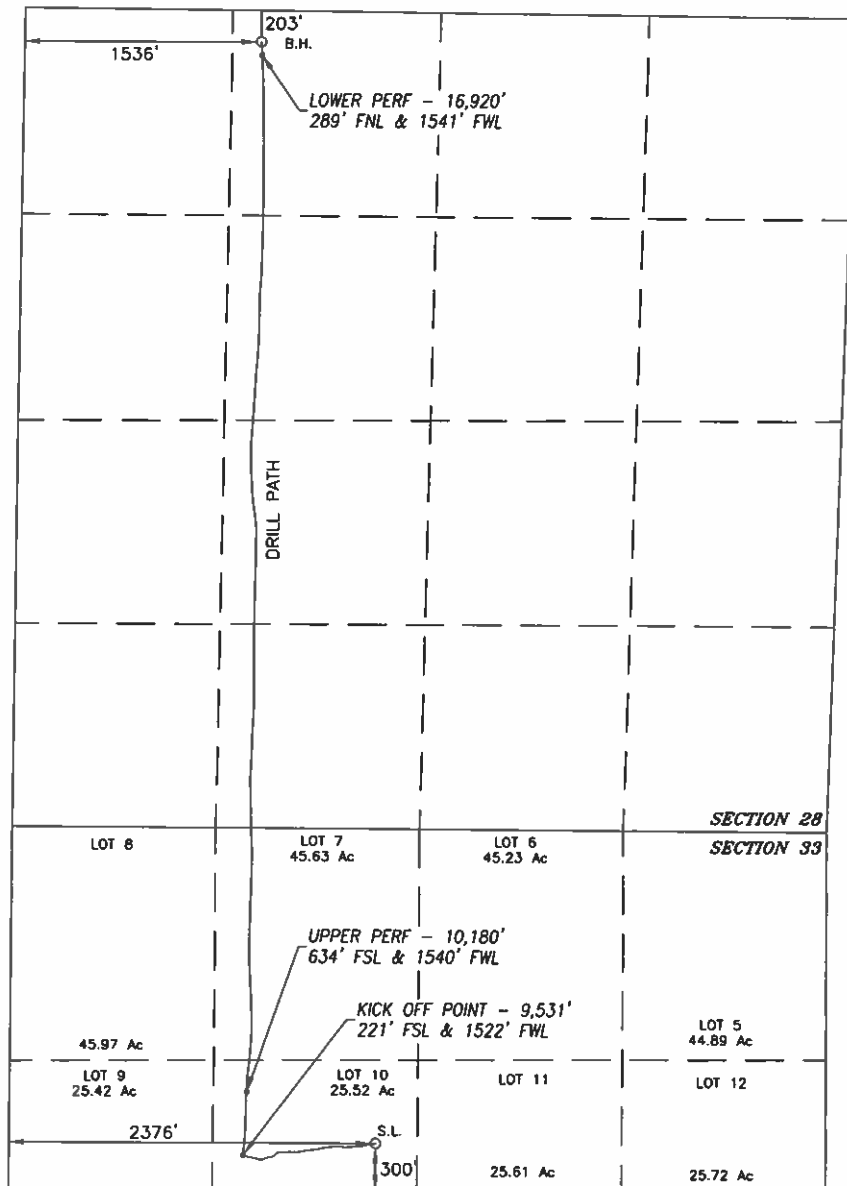 203'
B.H.
1536'
LOWER PERF - 16,920'
289' FNL & 1541' FWL
DRILL PATH
SECTION 28
LOT 8
LOT 7
45.63 Ac
LOT 6
45.23 Ac
SECTION 33
UPPER PERF - 10,180'
634' FSL & 1540' FWL
KICK OFF POINT - 9,531'
221' FSL & 1522' FWL
45.97 Ac
LOT 5
44.89 Ac
LOT 9
25.42 Ac
LOT 10
25.52 Ac
LOT 11
LOT 12
2376'
S.L.
300'
25.61 Ac
25.72 Ac